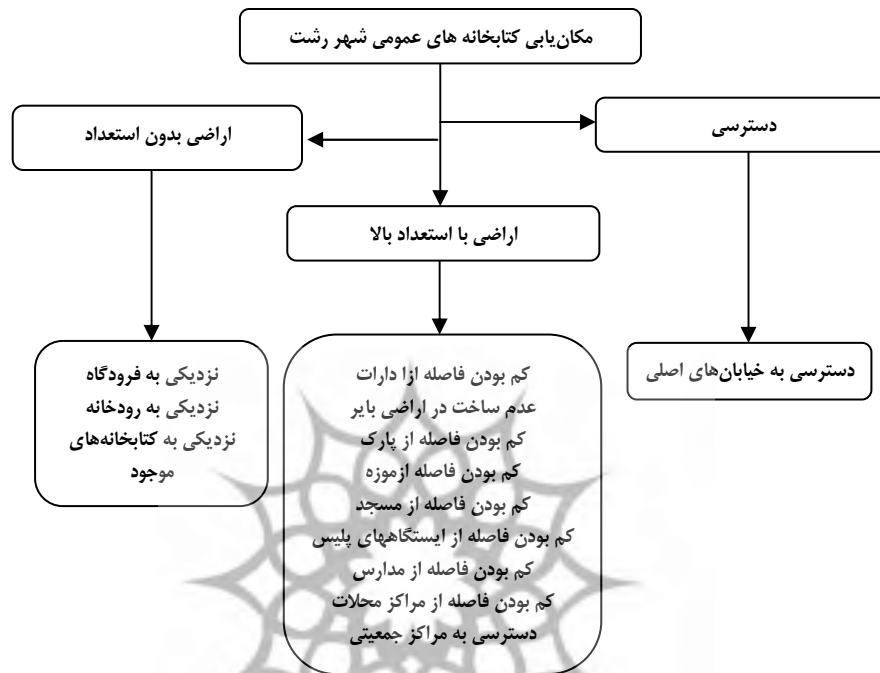 مکان‌یابی کتابخانه های عمومی شهر رشت
دسترسی
اراضی بدون استعداد
اراضی با استعداد بالا
دسترسی به خیابان‌های اصلی
کم بودن فاصله ازا دارات
عدم ساخت در اراضی بایر
کم بودن فاصله از پارک
کم بودن فاصله ازموزه
کم بودن فاصله از مسجد
کم بودن فاصله از ایستگاههای پلیس
کم بودن فاصله از مدارس
کم بودن فاصله از مراکز محلات
دسترسی به مراکز جمعیتی
نزدیکی به فرودگاه
نزدیکی به رودخانه
نزدیکی به کتابخانه‌های
موجود